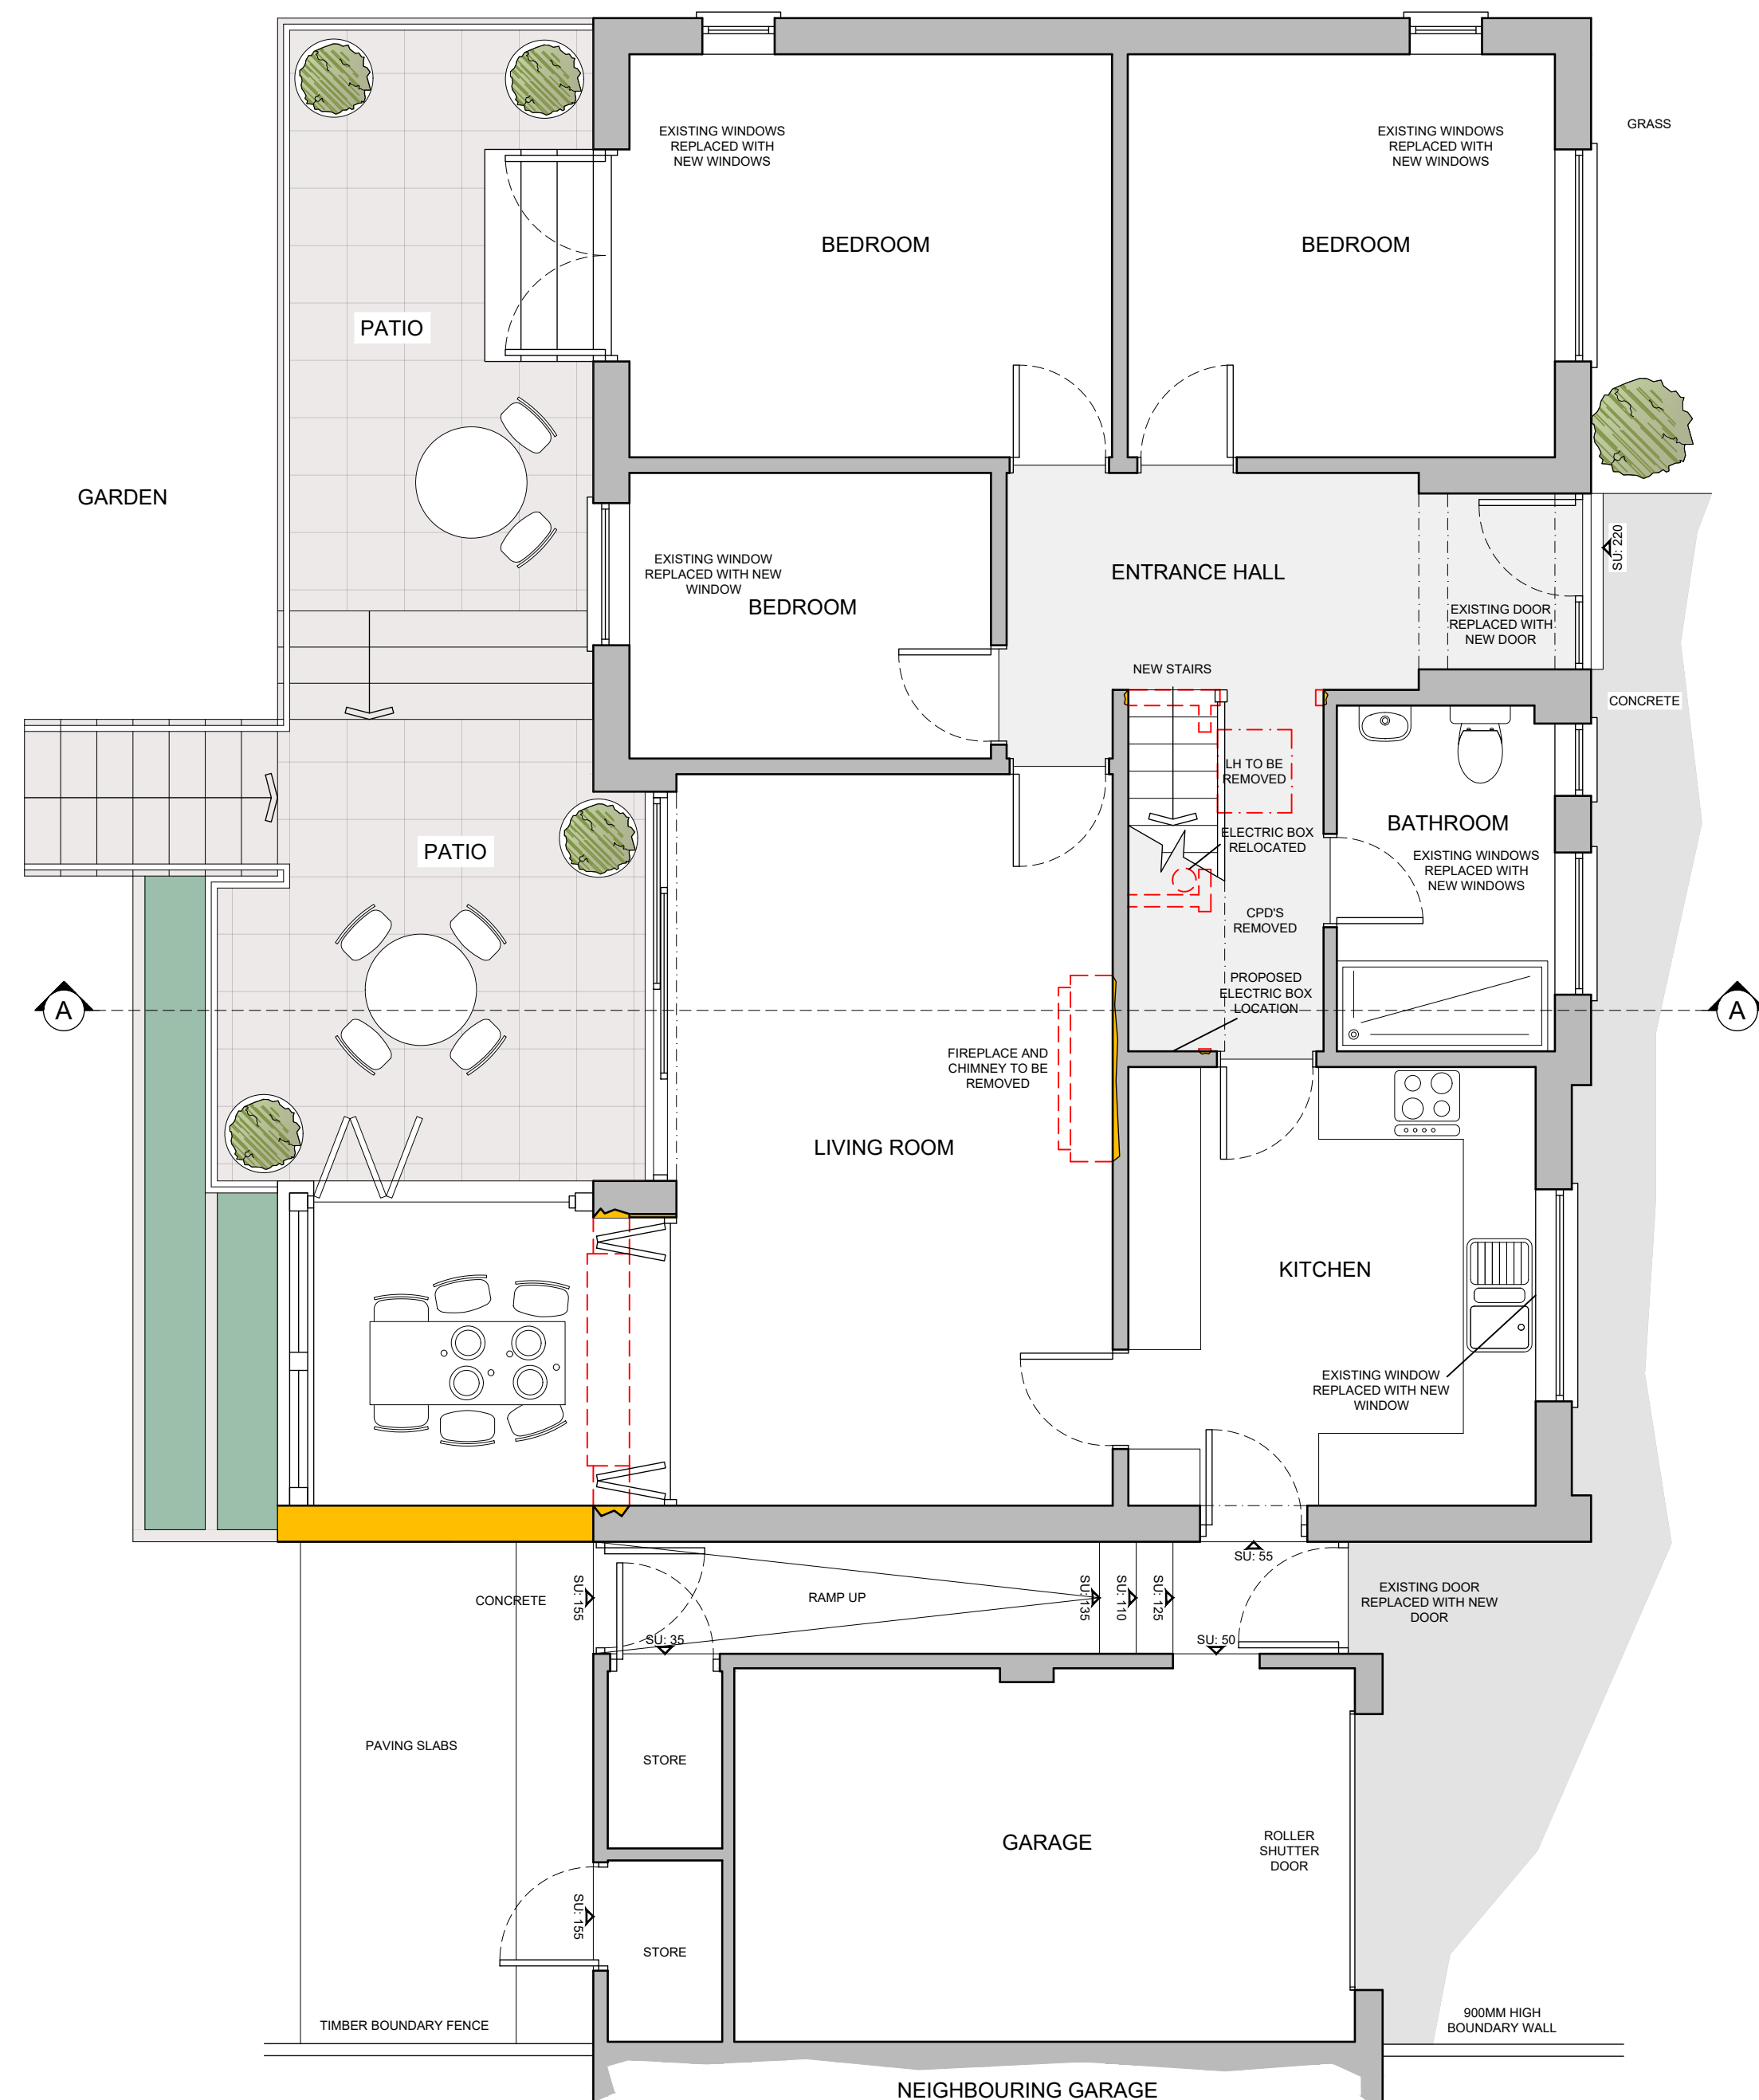 EXISTING WINDOWS
REPLACED WITH
NEW WINDOWS
EXISTING WINDOWS
REPLACED WITH
NEW WINDOWS
GRASS
BEDROOM
BEDROOM
PATIO
GARDEN
EXISTING WINDOW
REPLACED WITH NEW
WINDOW
BEDROOM
ENTRANCE HALL
SU: 220
EXISTING DOOR
REPLACED WITH
NEW DOOR
NEW STAIRS
CONCRETE
LH TO BE
REMOVED
PATIO
ELECTRIC BOX
RELOCATED
BATHROOM
EXISTING WINDOWS
REPLACED WITH
NEW WINDOWS
CPD'S
REMOVED
PROPOSED
ELECTRIC BOX
LOCATION
A
A
FIREPLACE AND
CHIMNEY TO BE
REMOVED
LIVING ROOM
KITCHEN
EXISTING WINDOW
REPLACED WITH NEW
WINDOW
SU: 55
CONCRETE
SU: 155
RAMP UP
SU: 135
SU: 110
SU: 125
EXISTING DOOR
REPLACED WITH NEW
DOOR
SU: 35
SU: 50
PAVING SLABS
STORE
GARAGE
ROLLER
SHUTTER
DOOR
SU: 155
STORE
TIMBER BOUNDARY FENCE
900MM HIGH
BOUNDARY WALL
NEIGHBOURING GARAGE